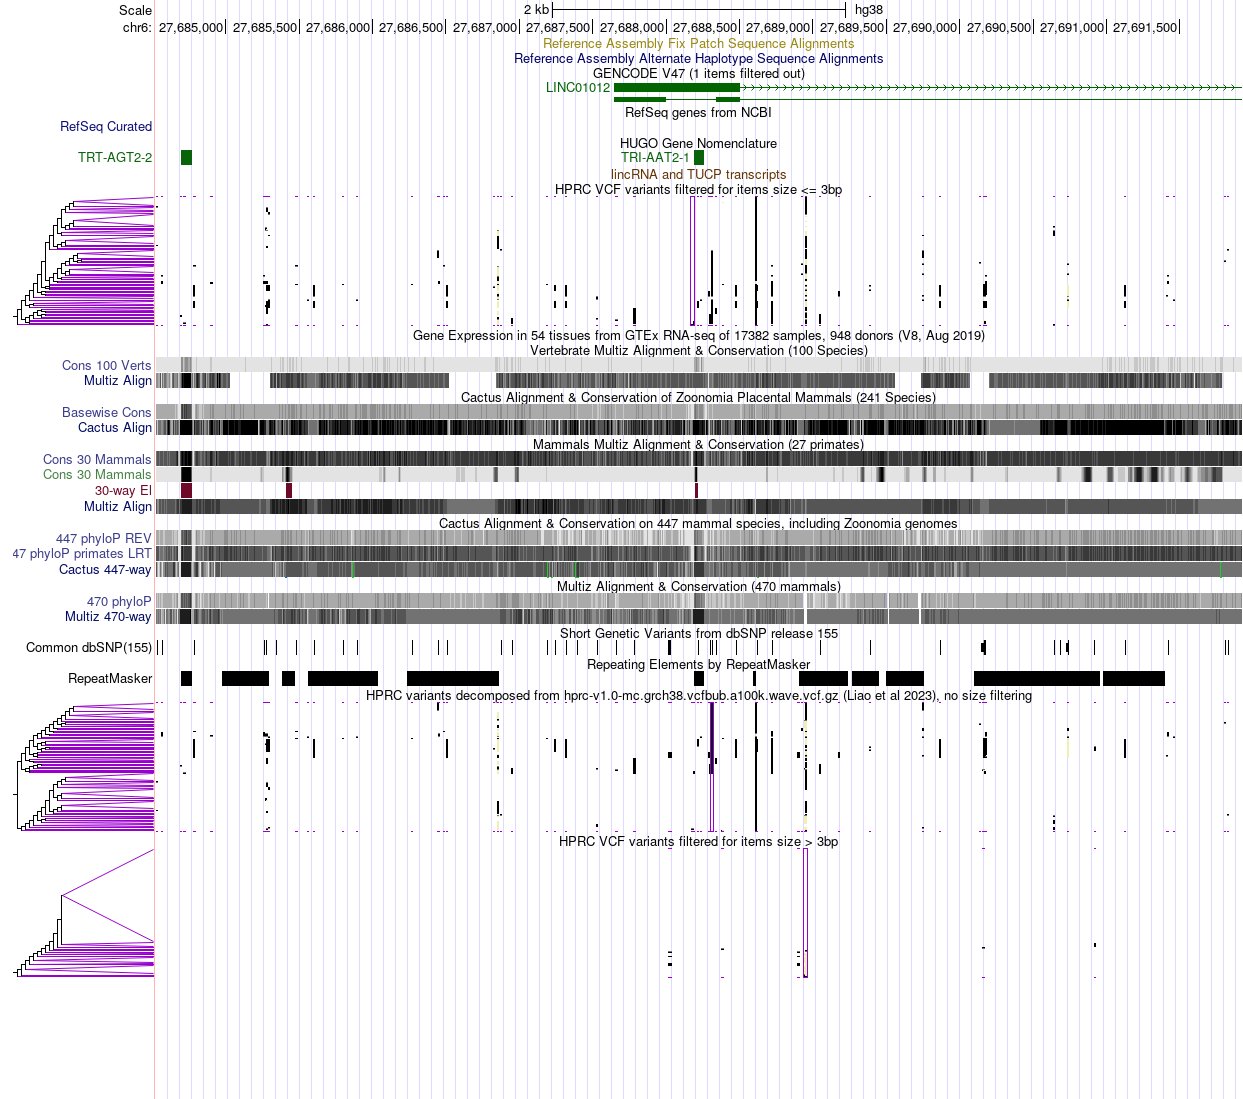 Scale 2 kb hg38
chr6: 27,685,000 27,685,500 27,686,000 27,686,500 27,687,000 27,687,500 27,688,000 27,688,500 27,689,000 27,689,500 27,690,000 27,690,500 27,691,000 27,691,500
Reference Assembly Fix Patch Sequence Alignments
Reference Assembly Alternate Haplotype Sequence Alignments
GENCODE V47 (1 items filtered out)
LINC01012
RefSeq genes from NCBI
RefSeq Curated
HUGO Gene Nomenclature
TRT-AGT2-2 TRI-AAT2-1
lincRNA and TUCP transcripts
HPRC VCF variants filtered for items size <= 3bp
Gene Expression in 54 tissues from GTEx RNA-seq of 17382 samples, 948 donors (V8, Aug 2019)
Vertebrate Multiz Alignment & Conservation (100 Species)
Cons 100 Verts
Multiz Align
Cactus Alignment & Conservation of Zoonomia Placental Mammals (241 Species)
Basewise Cons
Cactus Align
Mammals Multiz Alignment & Conservation (27 primates)
Cons 30 Mammals
Cons 30 Mammals
30-way El
Multiz Align
Cactus Alignment & Conservation on 447 mammal species, including Zoonomia genomes
447 phyloP REV
47 phyloP primates LRT
Cactus 447-way
Multiz Alignment & Conservation (470 mammals)
470 phyloP
Multiz 470-way
Short Genetic Variants from dbSNP release 155
Common dbSNP(155)
Repeating Elements by RepeatMasker
RepeatMasker
HPRC variants decomposed from hprc-v1.0-mc.grch38.vcfbub.a100k.wave.vcf.gz (Liao et al 2023), no size filtering
HPRC VCF variants filtered for items size > 3bp